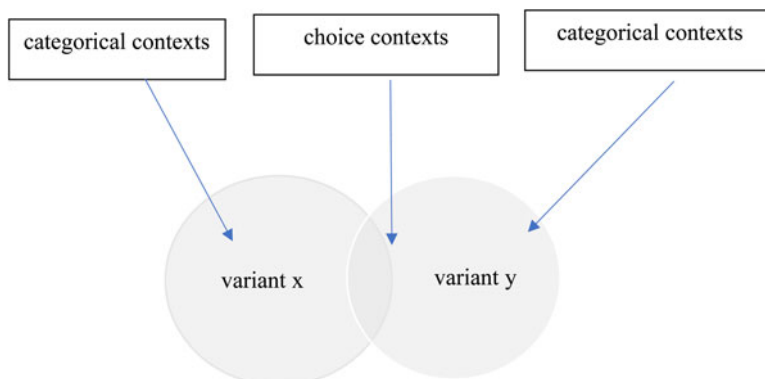 categorical contexts
choice contexts
categorical contexts
variant x
variant y